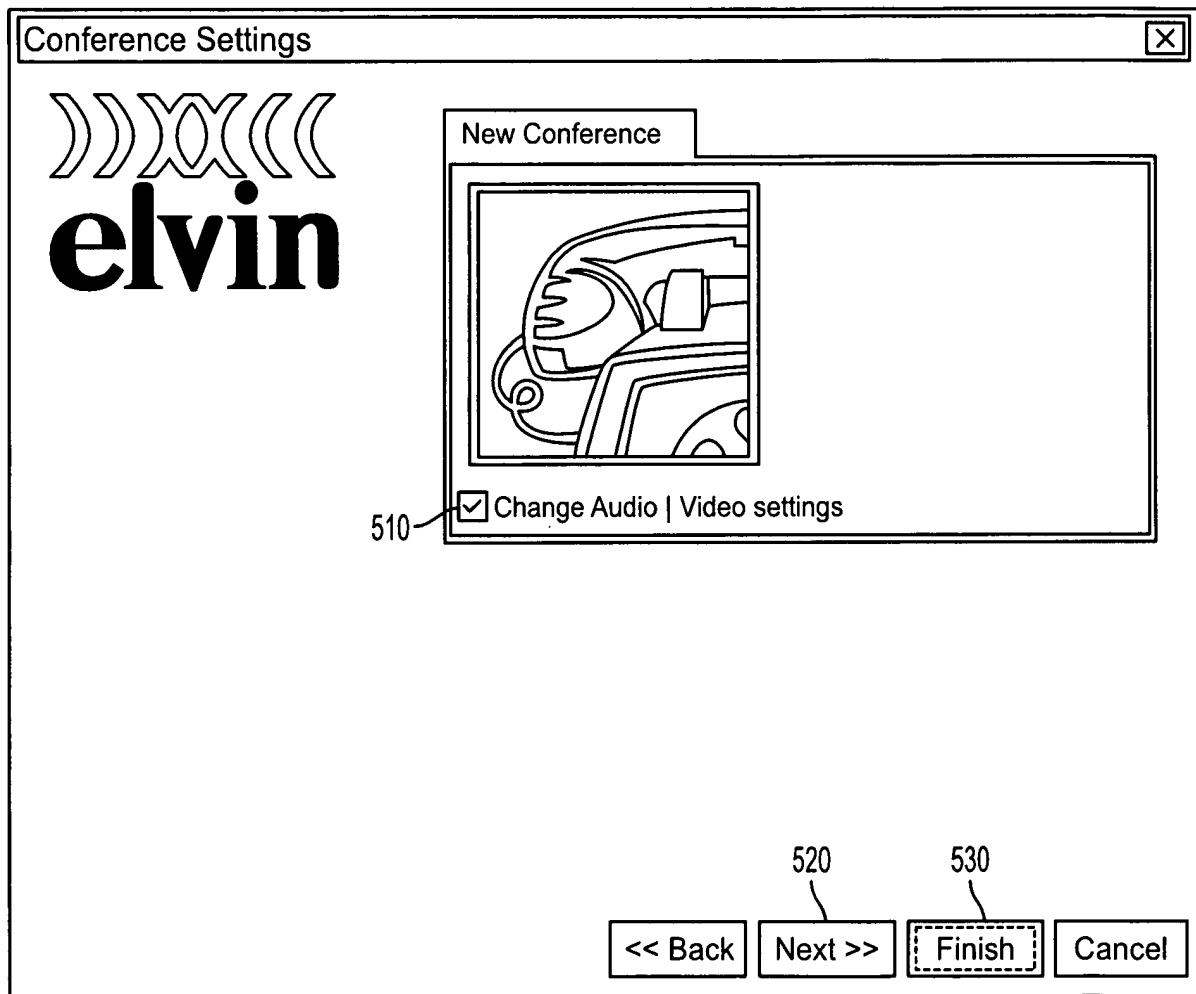 Conference Settings
elvin
New Conference
510
Change Audio | Video settings
520
530
<< Back
Next >>
Finish
Cancel